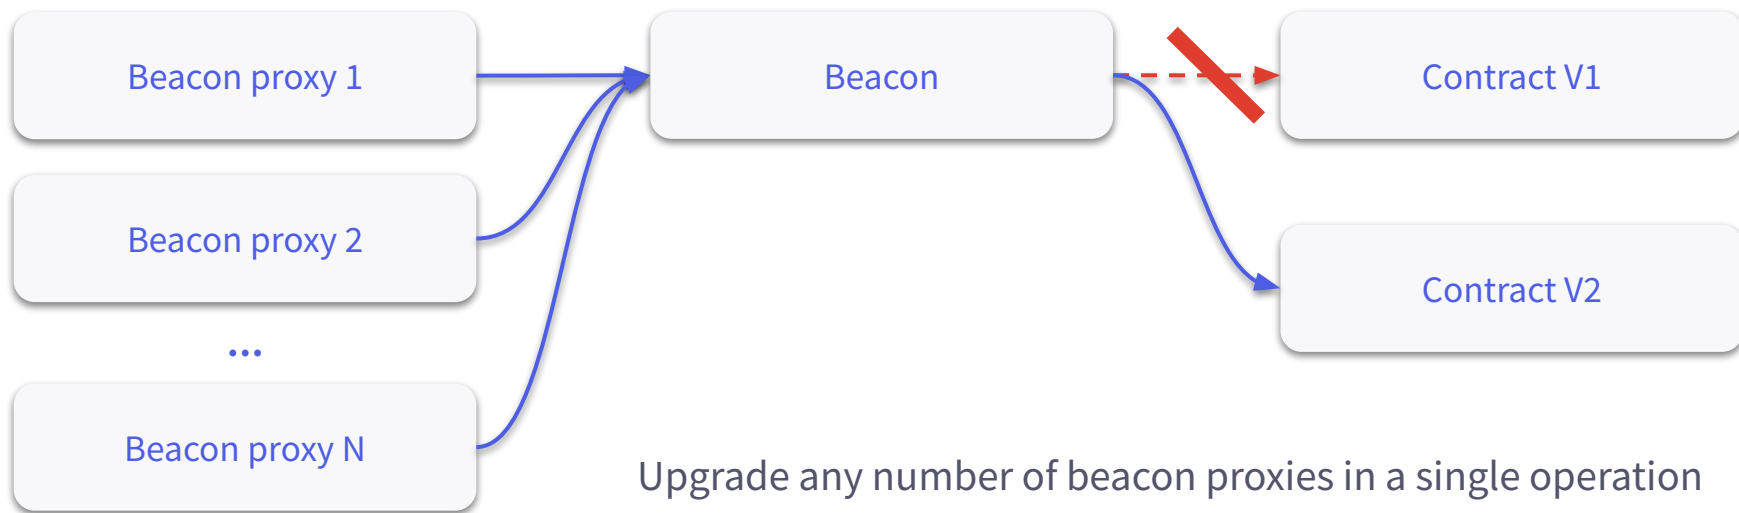 Beacon proxy 1
Beacon
Contract V1
Beacon proxy 2
Contract V2
...
Beacon proxy N
Upgrade any number of beacon proxies in a single operation